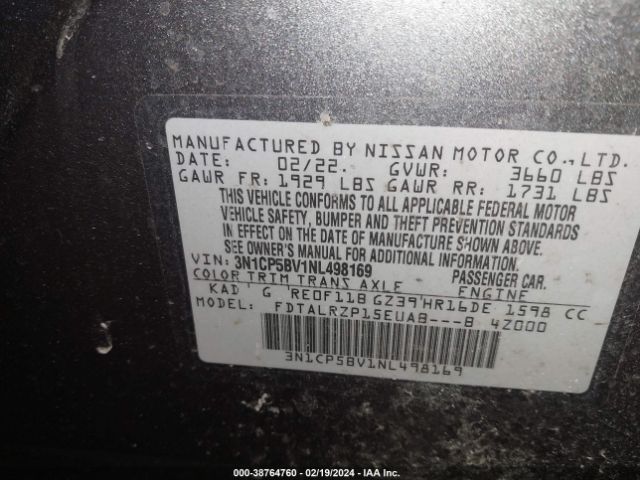 MANUFACTURED BY NISSAN MOTOR CO.,LTD.
DATE: 02/22. GVWR: 3660 LBS
GAWR FR: 1929 LBS GAWR RR: 1731 LBS
THIS VEHICLE CONFORMS TO ALL APPLICABLE FEDERAL MOTOR
VEHICLE SAFETY, BUMPER AND THEFT PREVENTION STANDARDS
IN EFFECT ON THE DATE OF MANUFACTURE SHOWN ABOVE.
SEE OWNER'S MANUAL FOR ADDITIONAL INFORMATION.
VIN: 3N1CP5BV1NL498169 PASSENGER CAR.
COLOR TRIM TRANS AXLE ENGINE
KAD G RE0F11B GZ39 HR16DE 1598 CC
MODEL: FDTALRZP15EUAB---B 4Z000
3N1CP5BV1NL498169
000-38764760 - 02/19/2024 - IAA Inc.